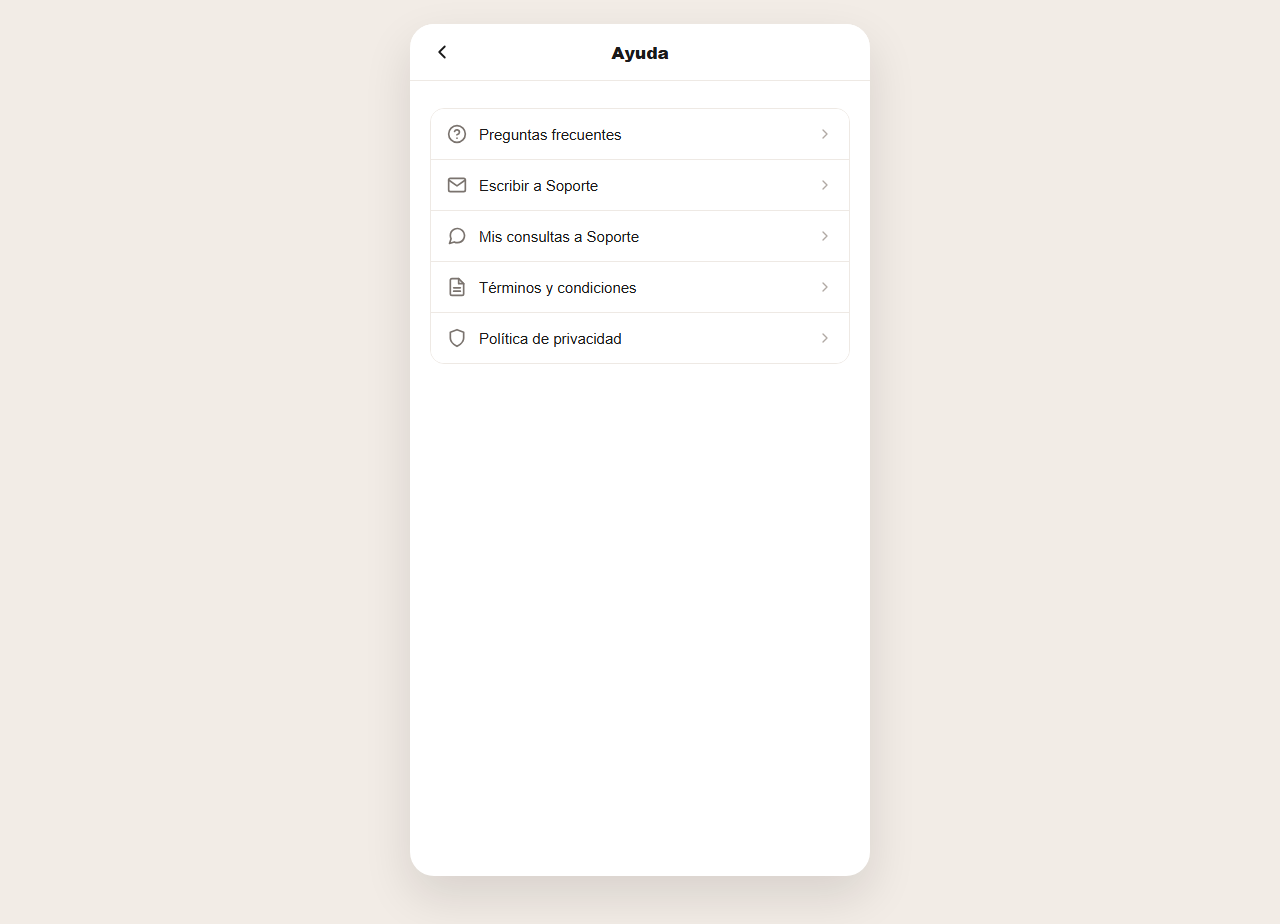 Ayuda
Preguntas frecuentes
Escribir a Soporte
Mis consultas a Soporte
Términos y condiciones
Política de privacidad